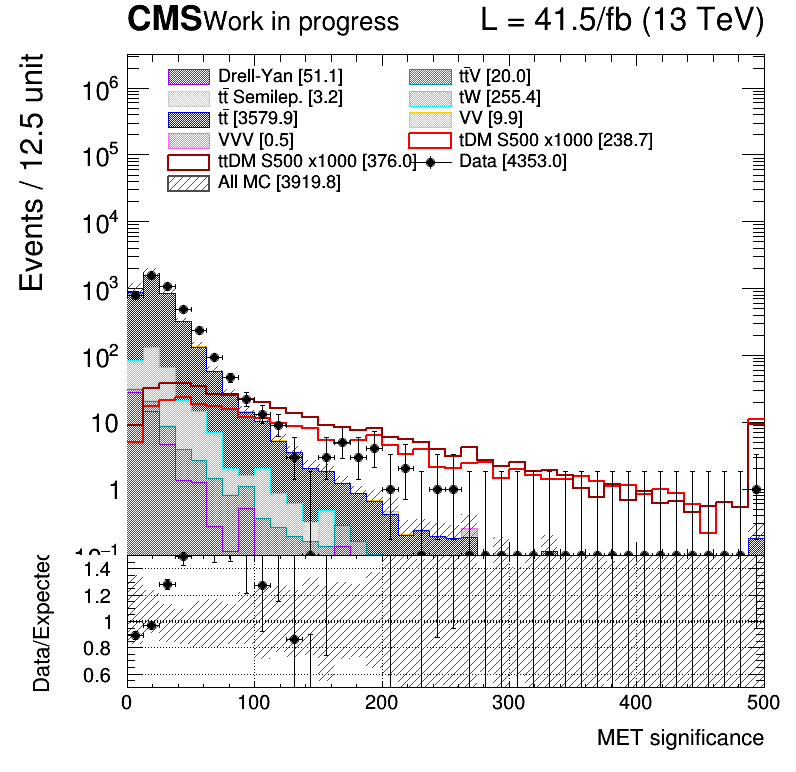 CMS Work in progress L = 41.5/fb (13 TeV)
Events / 12.5 unit
Drell-Yan [51.1] tt̄V [20.0]
tt̄ Semilep. [3.2] tW [255.4]
tt̄ [3579.9] VV [9.9]
VVV [0.5] tDM S500 x1000 [238.7]
ttDM S500 x1000 [376.0] Data [4353.0]
All MC [3919.8]
10⁶
10⁵
10⁴
10³
10²
10
1
10⁻¹
Data/Expected
1.4
1.2
1
0.8
0.6
0 100 200 300 400 500
MET significance